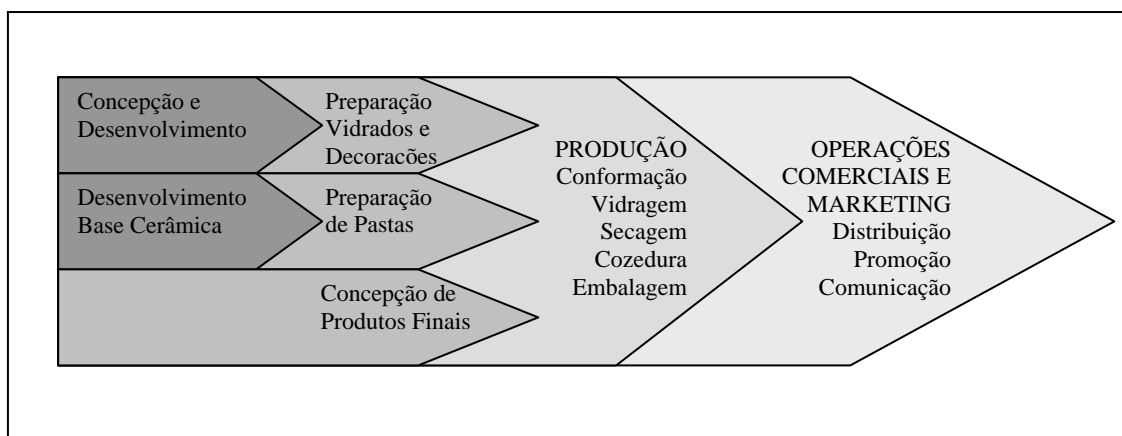 Concepção e
Desenvolvimento
Preparação
Vidrados e
Decoracões
Desenvolvimento
Base Cerâmica
Preparação
de Pastas
Concepção de
Produtos Finais
PRODUÇÃO
Conformação
Vidragem
Secagem
Cozedura
Embalagem
OPERAÇÕES
COMERCIAIS E
MARKETING
Distribuição
Promoção
Comunicação